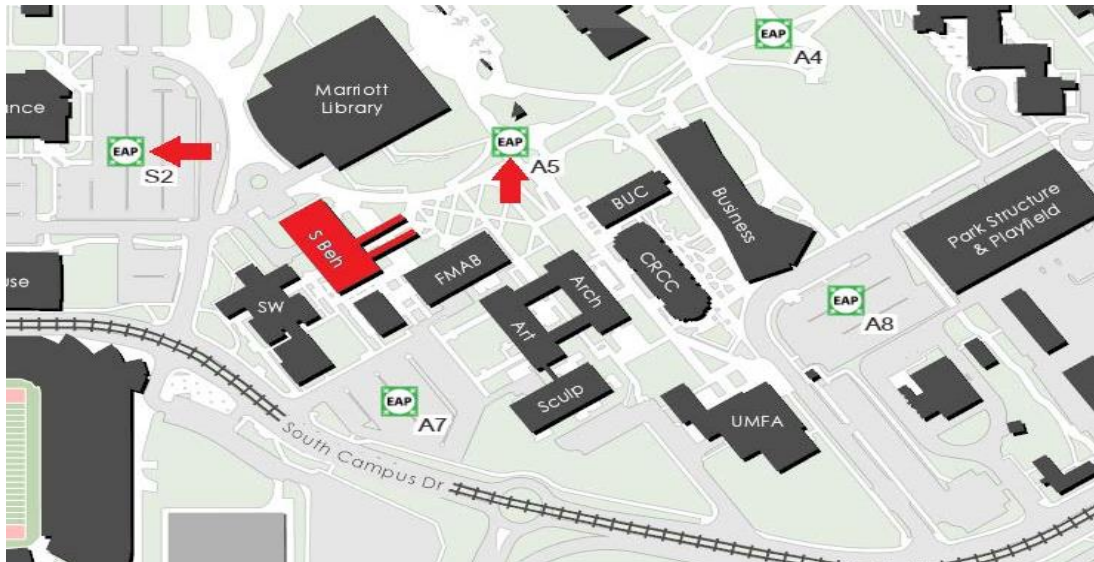 EAP
A4
Marriott
Library
ance
EAP
S2
EAP
A5
BUC
Business
Park Structure
& Playfield
S Beh
FMAB
CRCC
use
SW
Arch
Art
EAP
A8
EAP
A7
Sculp
UMFA
South Campus Dr